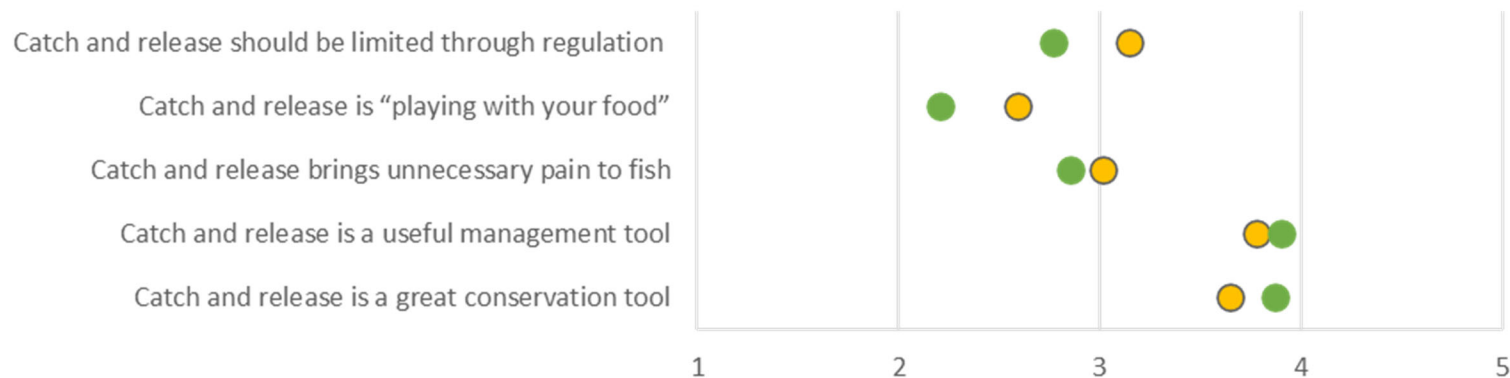 Catch and release should be limited through regulation
Catch and release is “playing with your food”
Catch and release brings unnecessary pain to fish
Catch and release is a useful management tool
Catch and release is a great conservation tool
1 2 3 4 5